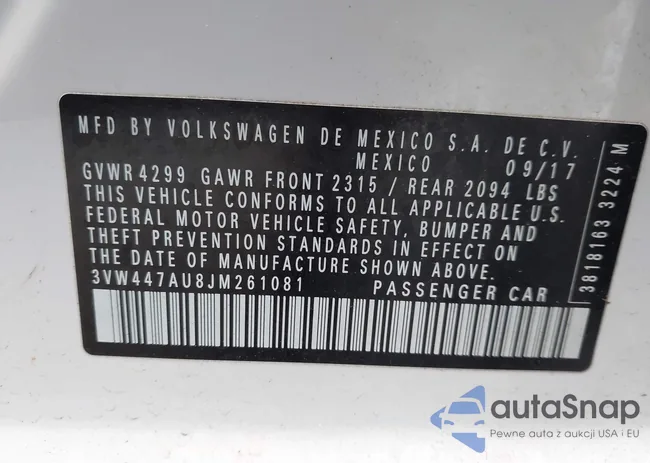 MFD BY VOLKSWAGEN DE MEXICO S.A. DE C.V.
MEXICO 09/17
GVWR 4299 GAWR FRONT 2315 / REAR 2094 LBS
THIS VEHICLE CONFORMS TO ALL APPLICABLE U.S.
FEDERAL MOTOR VEHICLE SAFETY, BUMPER AND
THEFT PREVENTION STANDARDS IN EFFECT ON
DATE OF MANUFACTURE SHOWN ABOVE.
3VW447AU8JM261081 PASSENGER CAR
3818163 3224 M
autaSnap
Pewne auta z aukcji USA i EU